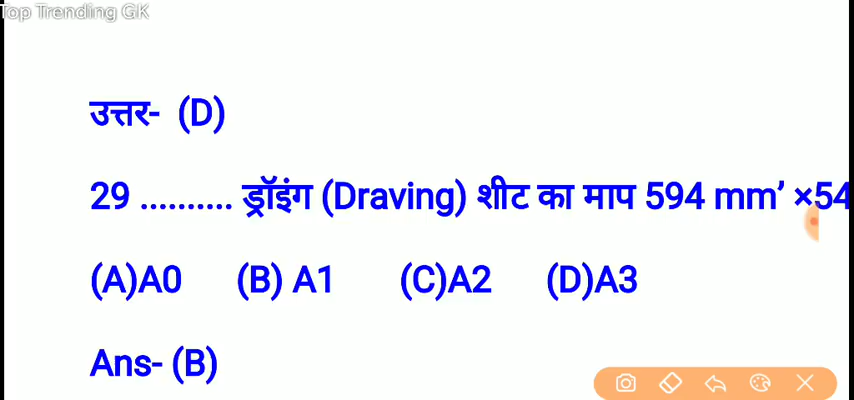 Top Trending GK
उत्तर- (D)
29 .......... ड्रॉइंग (Draving) शीट का माप 594 mm’ ×54
(A)A0 (B) A1 (C)A2 (D)A3
Ans- (B)